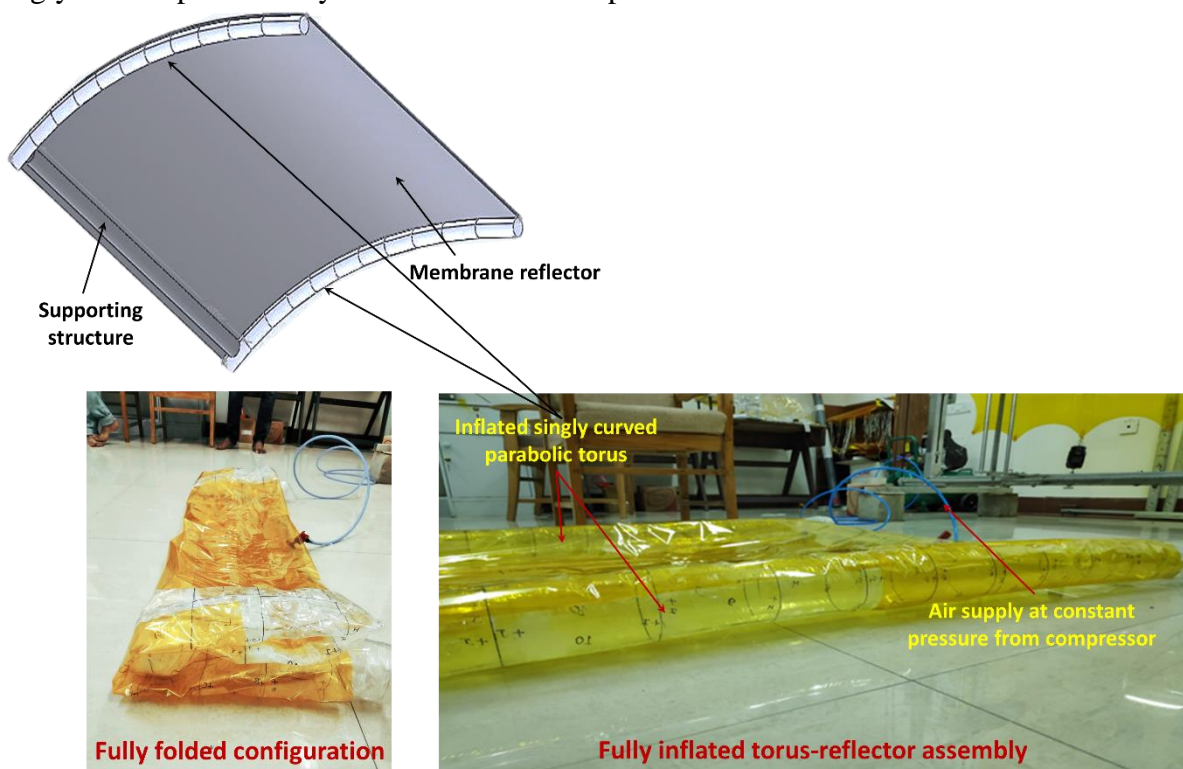 Membrane reflector
Supporting
structure
Inflated singly curved
parabolic torus
Air supply at constant
pressure from compressor
Fully folded configuration
Fully inflated torus-reflector assembly